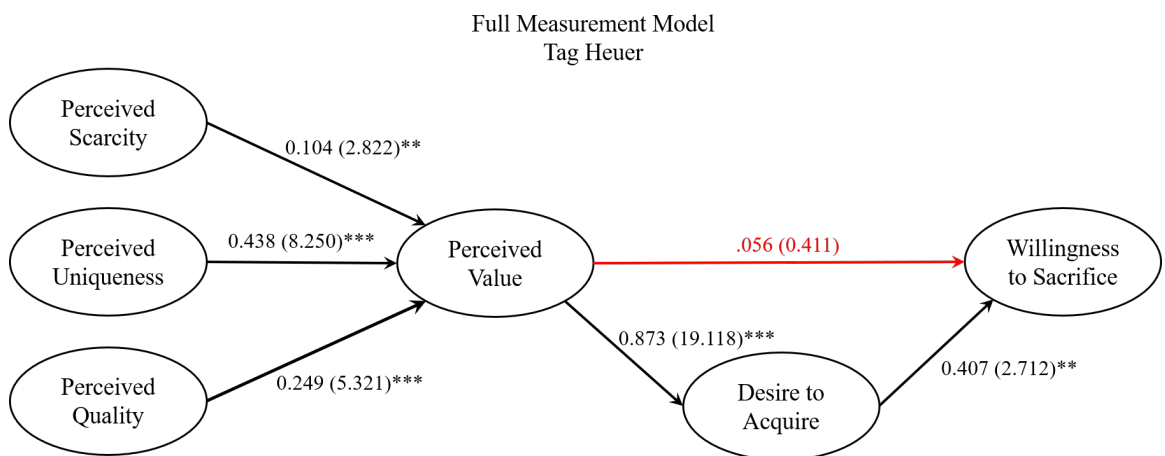 Full Measurement Model
Tag Heuer
Perceived
Scarcity
0.104 (2.822)**
Perceived
Uniqueness
0.438 (8.250)***
Perceived
Value
.056 (0.411)
Willingness
to Sacrifice
0.873 (19.118)***
0.407 (2.712)**
Perceived
Quality
0.249 (5.321)***
Desire to
Acquire